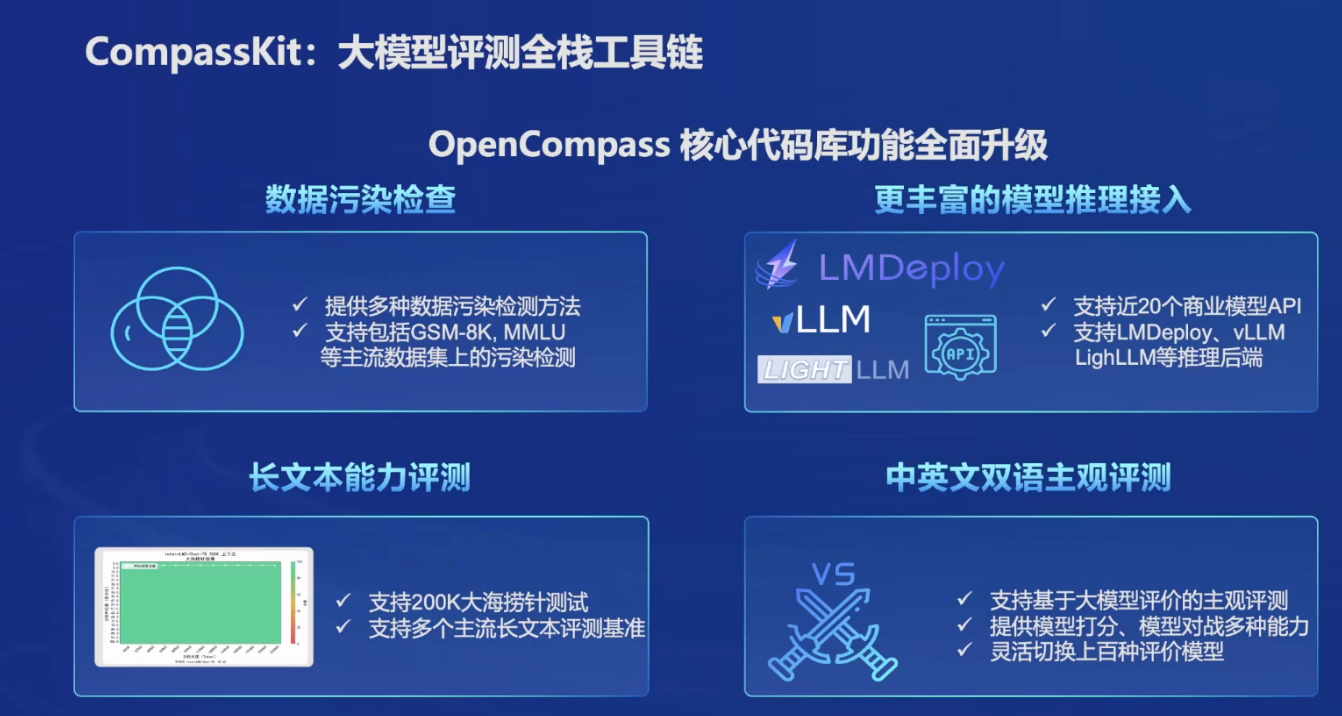 CompassKit：大模型评测全栈工具链
OpenCompass 核心代码库功能全面升级
数据污染检查
✓ 提供多种数据污染检测方法
✓ 支持包括GSM-8K, MMLU
等主流数据集上的污染检测
更丰富的模型推理接入
LMDeploy
vLLM
LIGHT LLM
API
✓ 支持近20个商业模型API
✓ 支持LMDeploy、vLLM
LighLLM等推理后端
长文本能力评测
✓ 支持200K大海捞针测试
✓ 支持多个主流长文本评测基准
中英文双语主观评测
VS
✓ 支持基于大模型评价的主观评测
✓ 提供模型打分、模型对战多种能力
✓ 灵活切换上百种评价模型